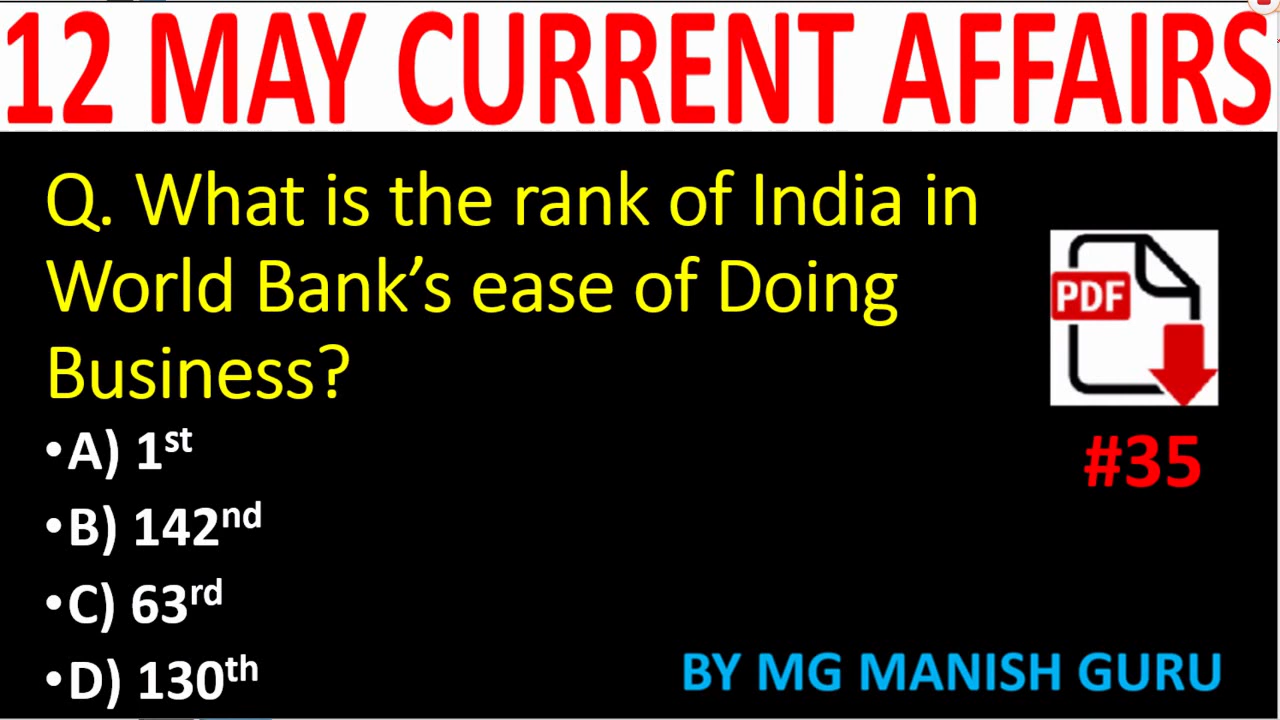 12 MAY CURRENT AFFAIRS
Q. What is the rank of India in
World Bank’s ease of Doing
Business?
•A) 1st
•B) 142nd
•C) 63rd
•D) 130th
PDF
#35
BY MG MANISH GURU